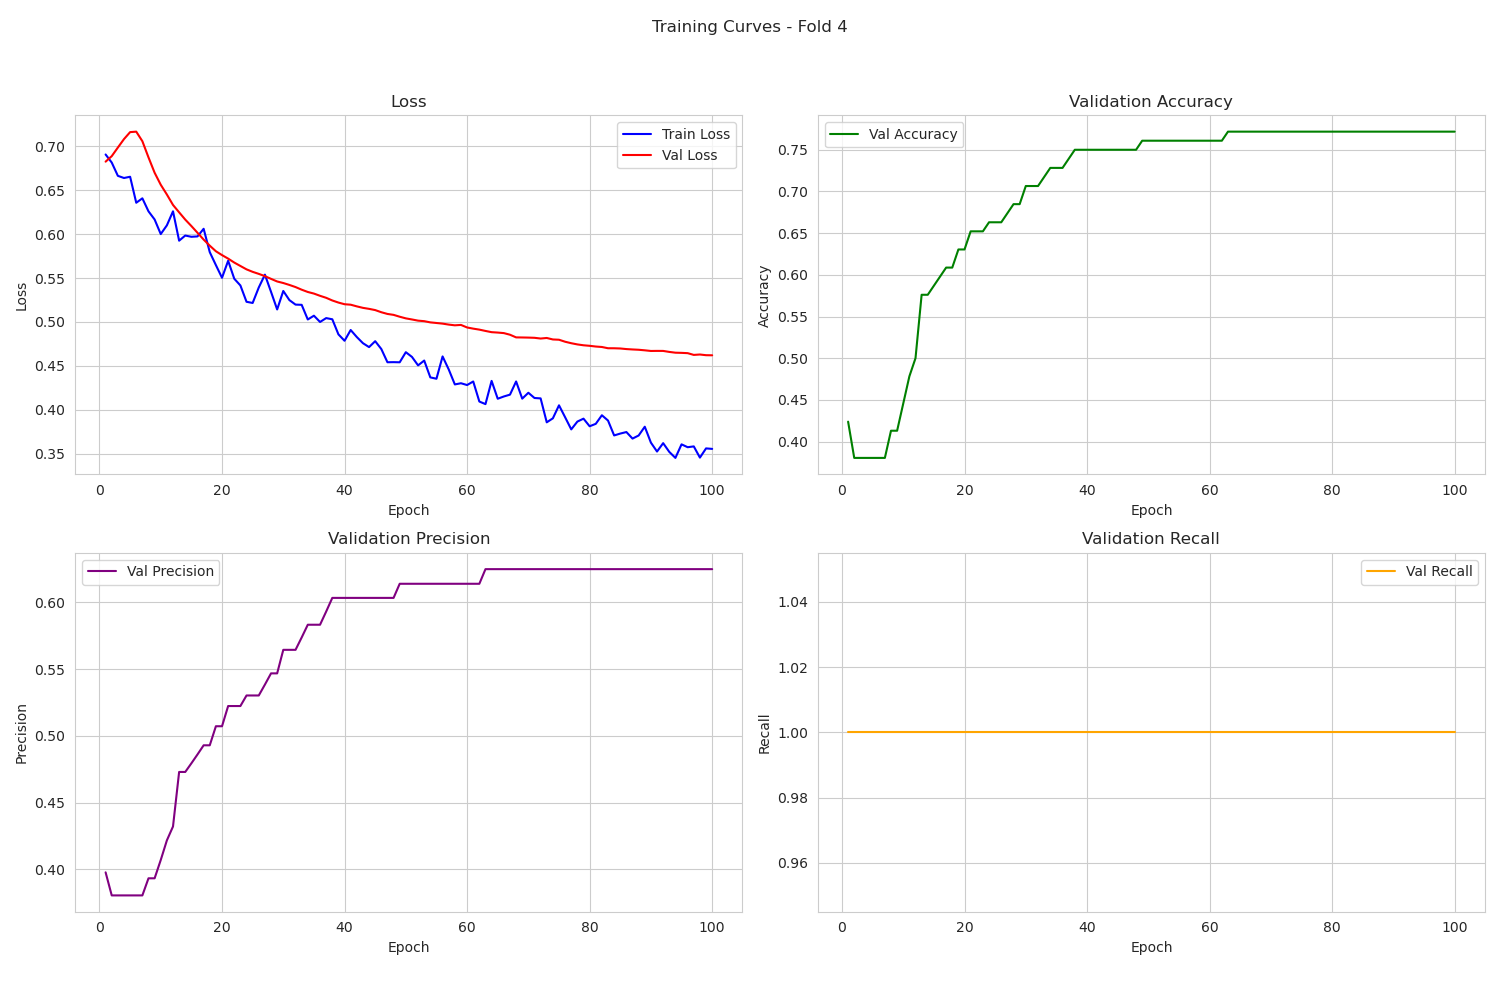 Training Curves - Fold 4
Loss
Train Loss
Val Loss
0.70
0.65
0.60
0.55
0.50
0.45
0.40
0.35
Loss
0 20 40 60 80 100
Epoch
Validation Accuracy
Val Accuracy
0.75
0.70
0.65
0.60
0.55
0.50
0.45
0.40
Accuracy
0 20 40 60 80 100
Epoch
Validation Precision
Val Precision
0.60
0.55
0.50
0.45
0.40
Precision
0 20 40 60 80 100
Epoch
Validation Recall
Val Recall
1.04
1.02
1.00
0.98
0.96
Recall
0 20 40 60 80 100
Epoch